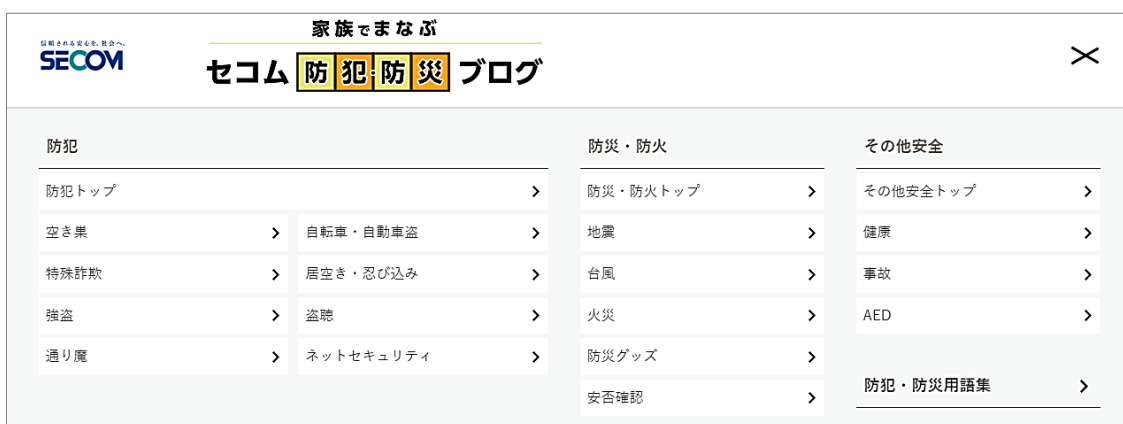 信頼される安心を、社会へ。
SECOM
家族でまなぶ
セコム防犯・防災ブログ
防犯
防犯トップ
空き巣
自転車・自動車盗
特殊詐欺
居空き・忍び込み
強盗
盗聴
通り魔
ネットセキュリティ
防災・防火
防災・防火トップ
地震
台風
火災
防災グッズ
安否確認
その他安全
その他安全トップ
健康
事故
AED
防犯・防災用語集